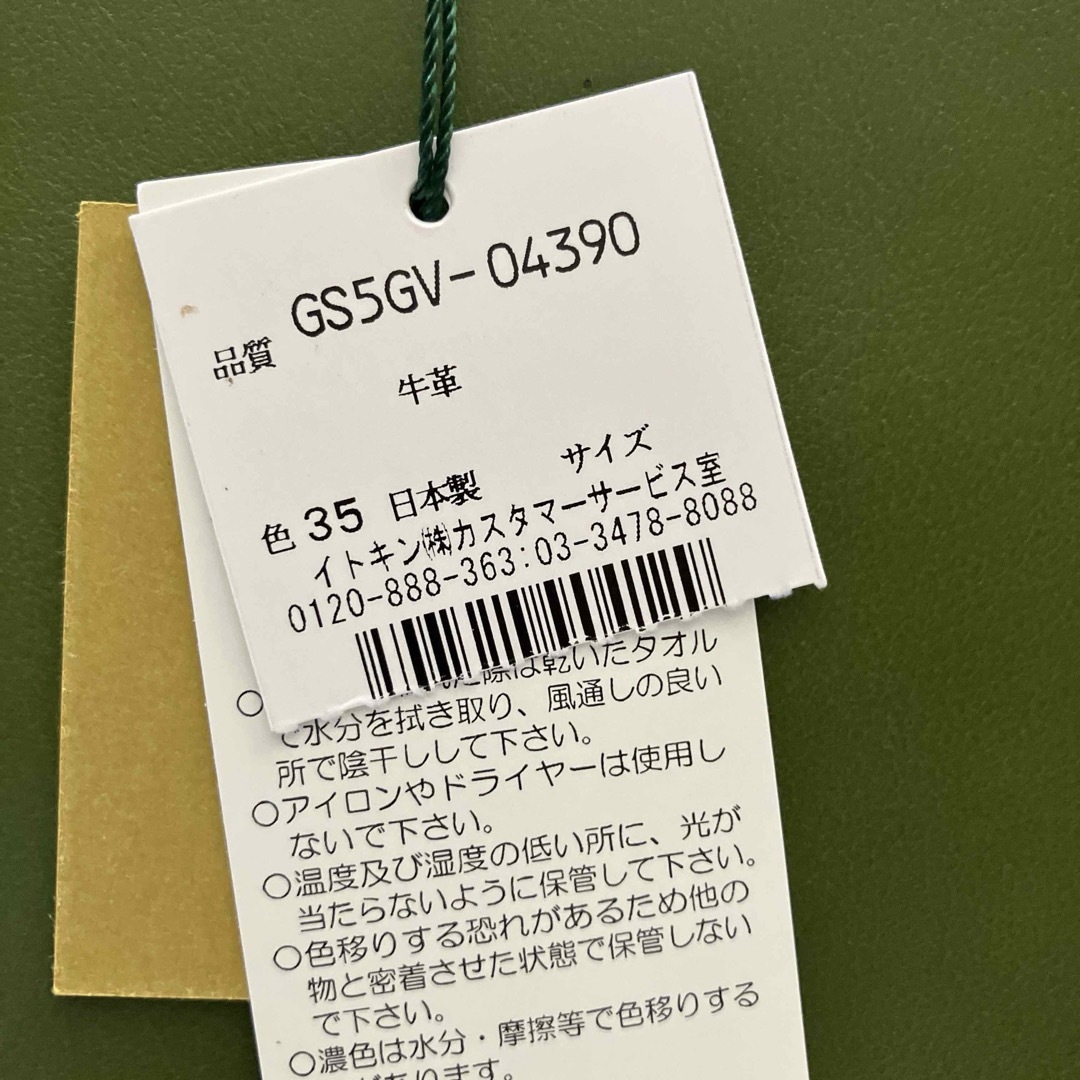 GS5GV-04390
品質
牛革
サイズ
色 35 日本製
イトキン㈱カスタマーサービス室
0120-888-363:03-3478-8088
○ 際は乾いたタオル
で水分を拭き取り、風通しの良い
所で陰干しして下さい。
○アイロンやドライヤーは使用し
ないで下さい。
○温度及び湿度の低い所に、光が
当たらないように保管して下さい。
○色移りする恐れがあるため他の
物と密着させた状態で保管しない
で下さい。
○濃色は水分・摩擦等で色移りする
があります。